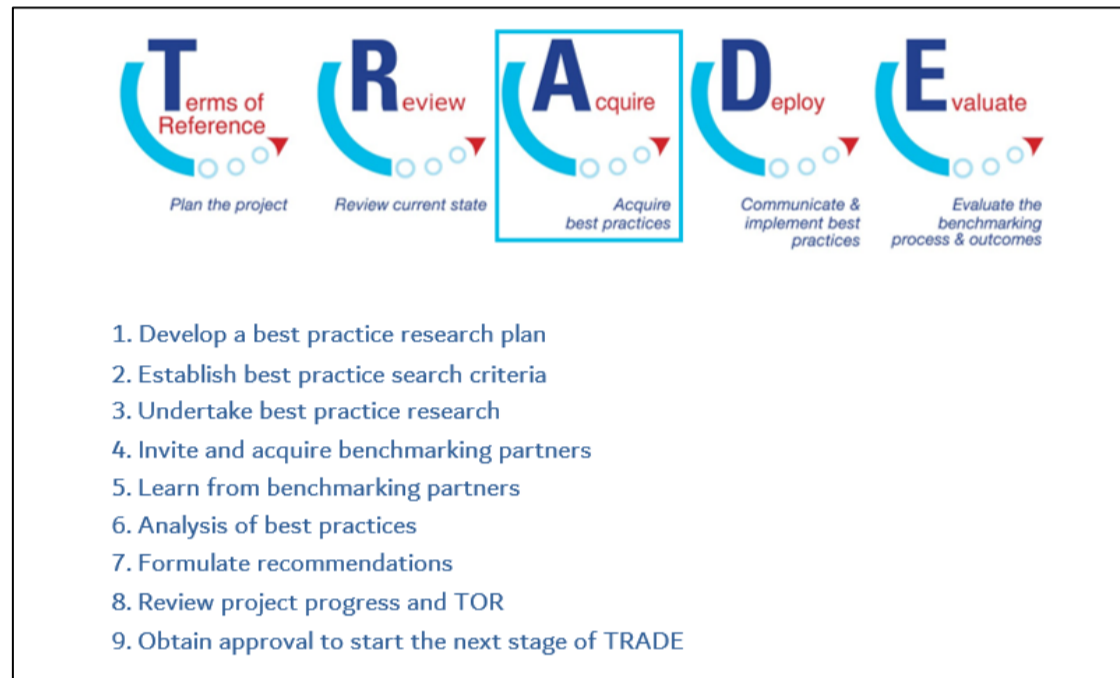 Terms of
Reference
Review
Acquire
Deploy
Evaluate
Plan the project
Review current state
Acquire
best practices
Communicate &
implement best
practices
Evaluate the
benchmarking
process & outcomes
1. Develop a best practice research plan
2. Establish best practice search criteria
3. Undertake best practice research
4. Invite and acquire benchmarking partners
5. Learn from benchmarking partners
6. Analysis of best practices
7. Formulate recommendations
8. Review project progress and TOR
9. Obtain approval to start the next stage of TRADE